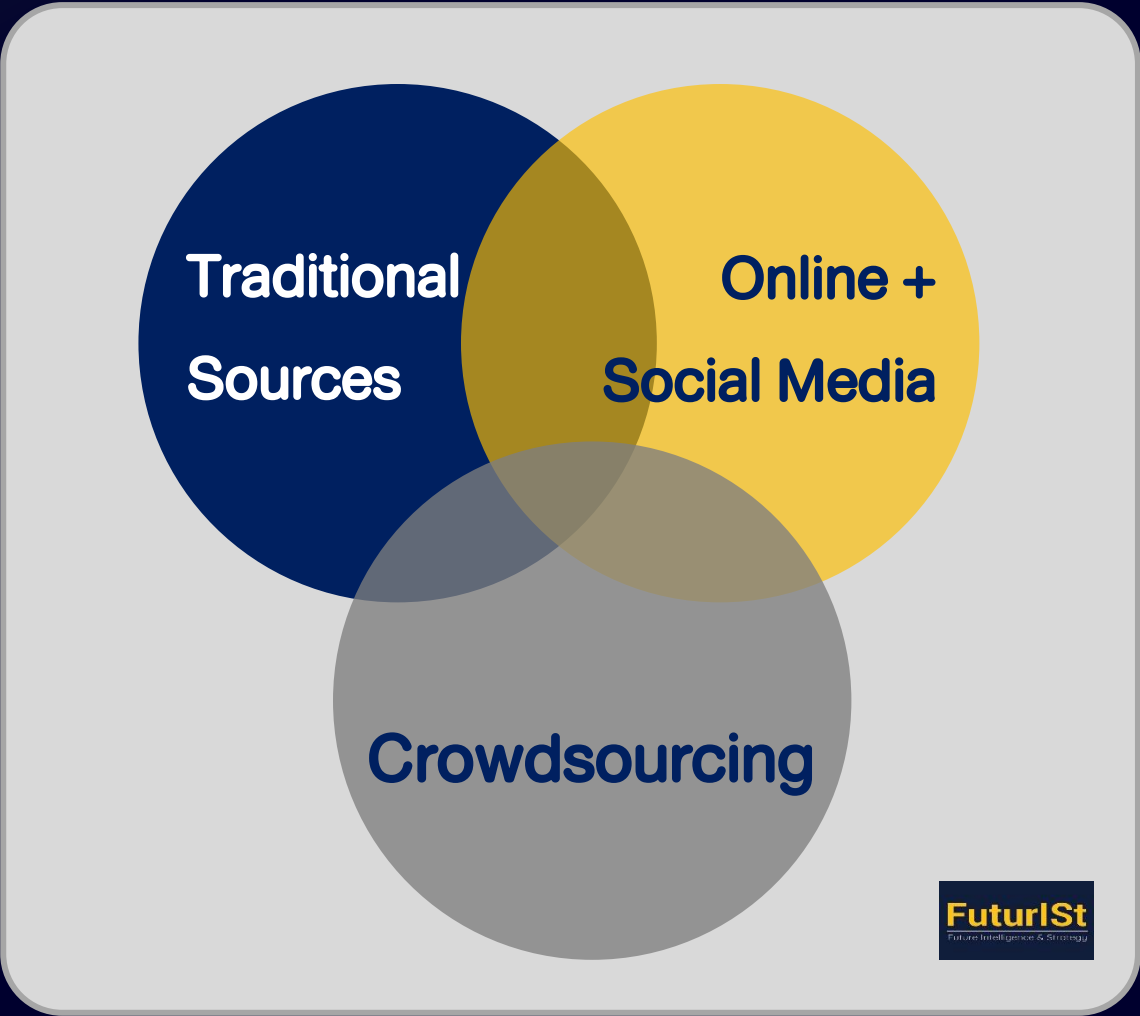 Traditional
Sources
Online +
Social Media
Crowdsourcing
FuturISt
Future Intelligence & Strategy